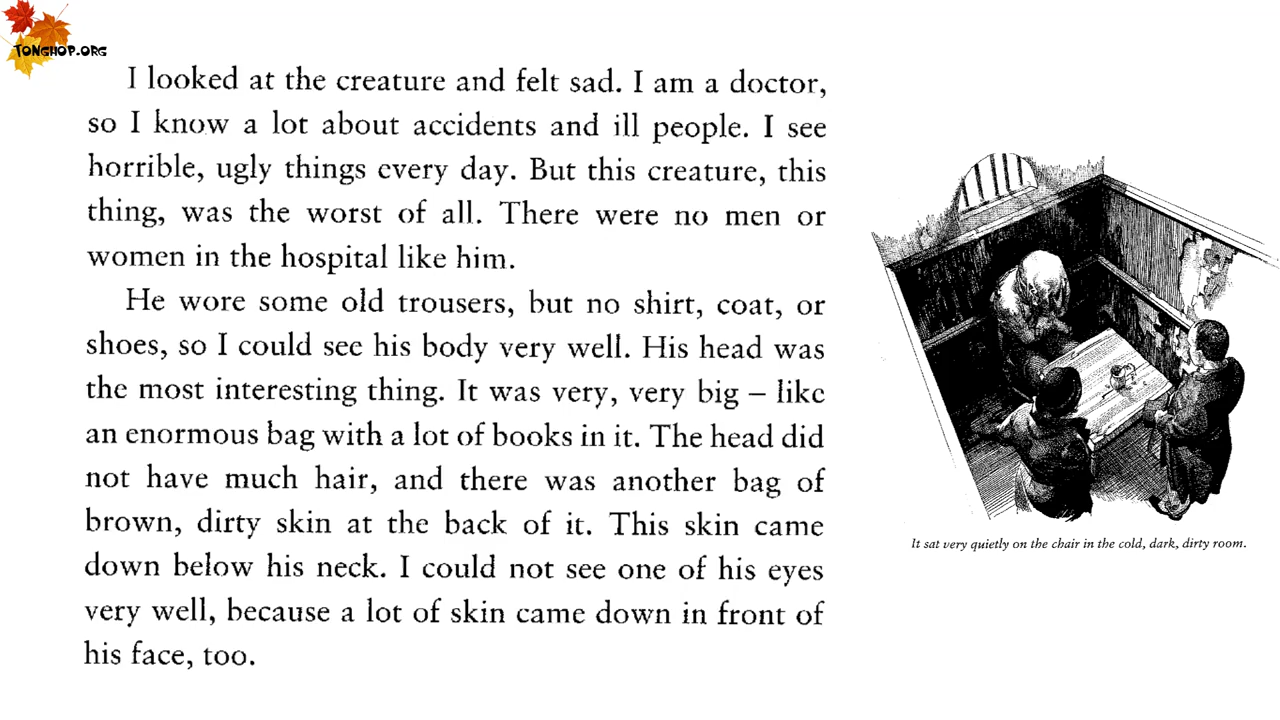 TONGHOP.ORG
I looked at the creature and felt sad. I am a doctor,
so I know a lot about accidents and ill people. I see
horrible, ugly things every day. But this creature, this
thing, was the worst of all. There were no men or
women in the hospital like him.
He wore some old trousers, but no shirt, coat, or
shoes, so I could see his body very well. His head was
the most interesting thing. It was very, very big – like
an enormous bag with a lot of books in it. The head did
not have much hair, and there was another bag of
brown, dirty skin at the back of it. This skin came
down below his neck. I could not see one of his eyes
very well, because a lot of skin came down in front of
his face, too.
It sat very quietly on the chair in the cold, dark, dirty room.